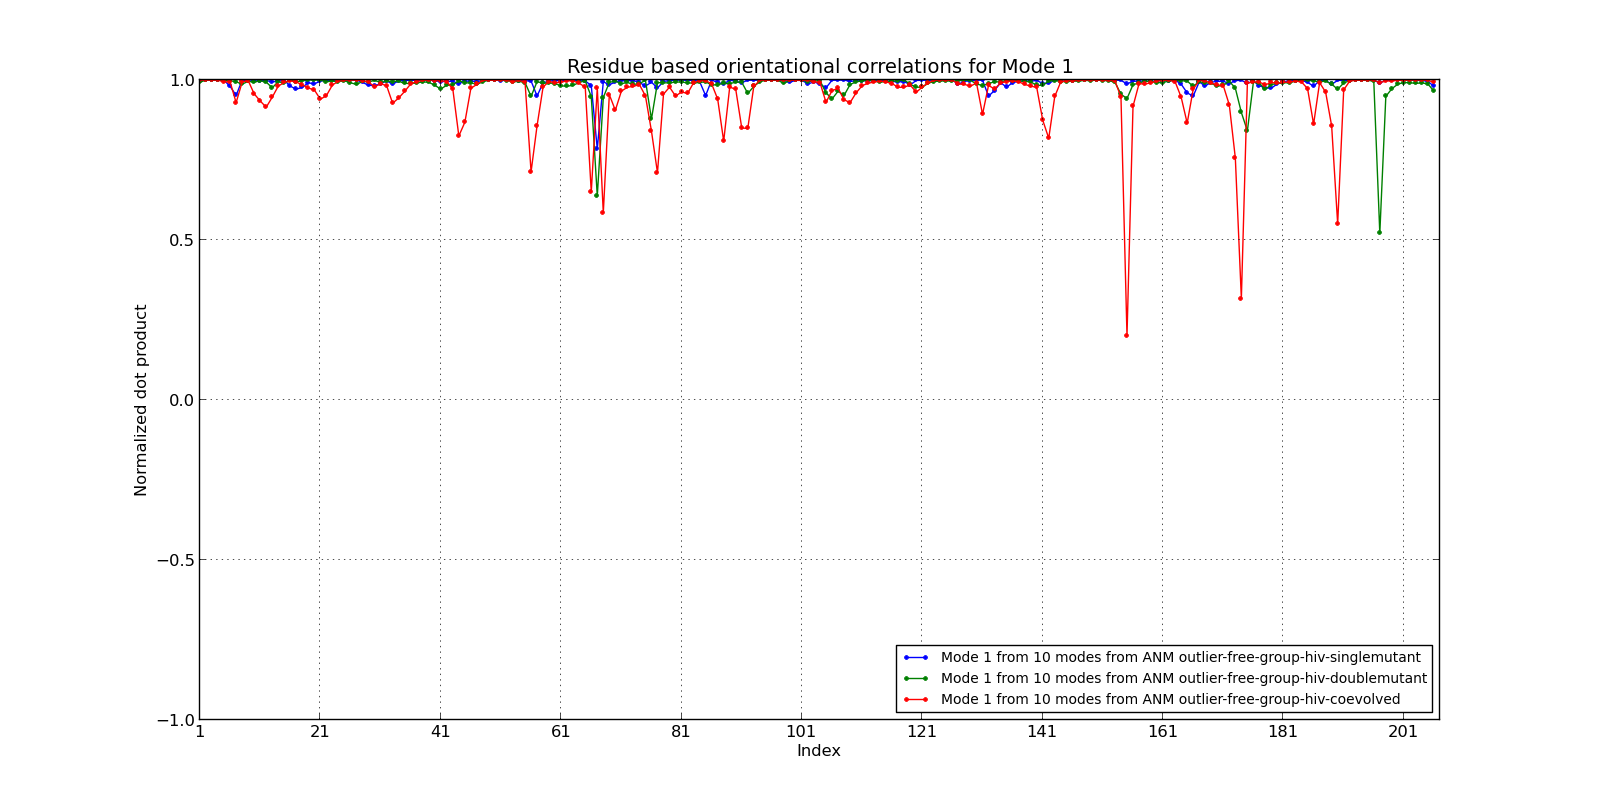 Residue based orientational correlations for Mode 1
1.0
0.5
0.0
−0.5
−1.0
Normalized dot product
Mode 1 from 10 modes from ANM outlier-free-group-hiv-singlemutant
Mode 1 from 10 modes from ANM outlier-free-group-hiv-doublemutant
Mode 1 from 10 modes from ANM outlier-free-group-hiv-coevolved
1 21 41 61 81 101 121 141 161 181 201
Index